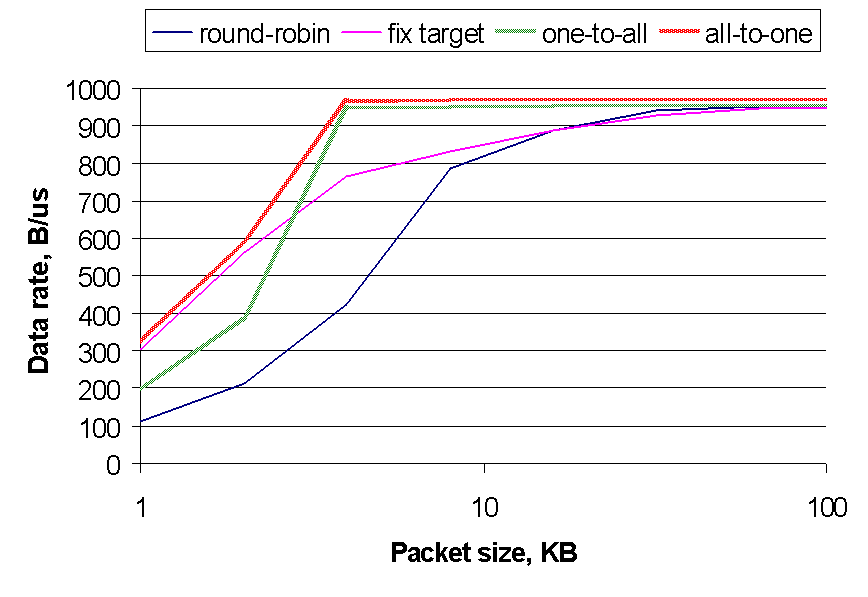 round-robin fix target one-to-all all-to-one
1000
900
800
700
600
500
400
300
200
100
0
Data rate, B/us
1 10 100
Packet size, KB